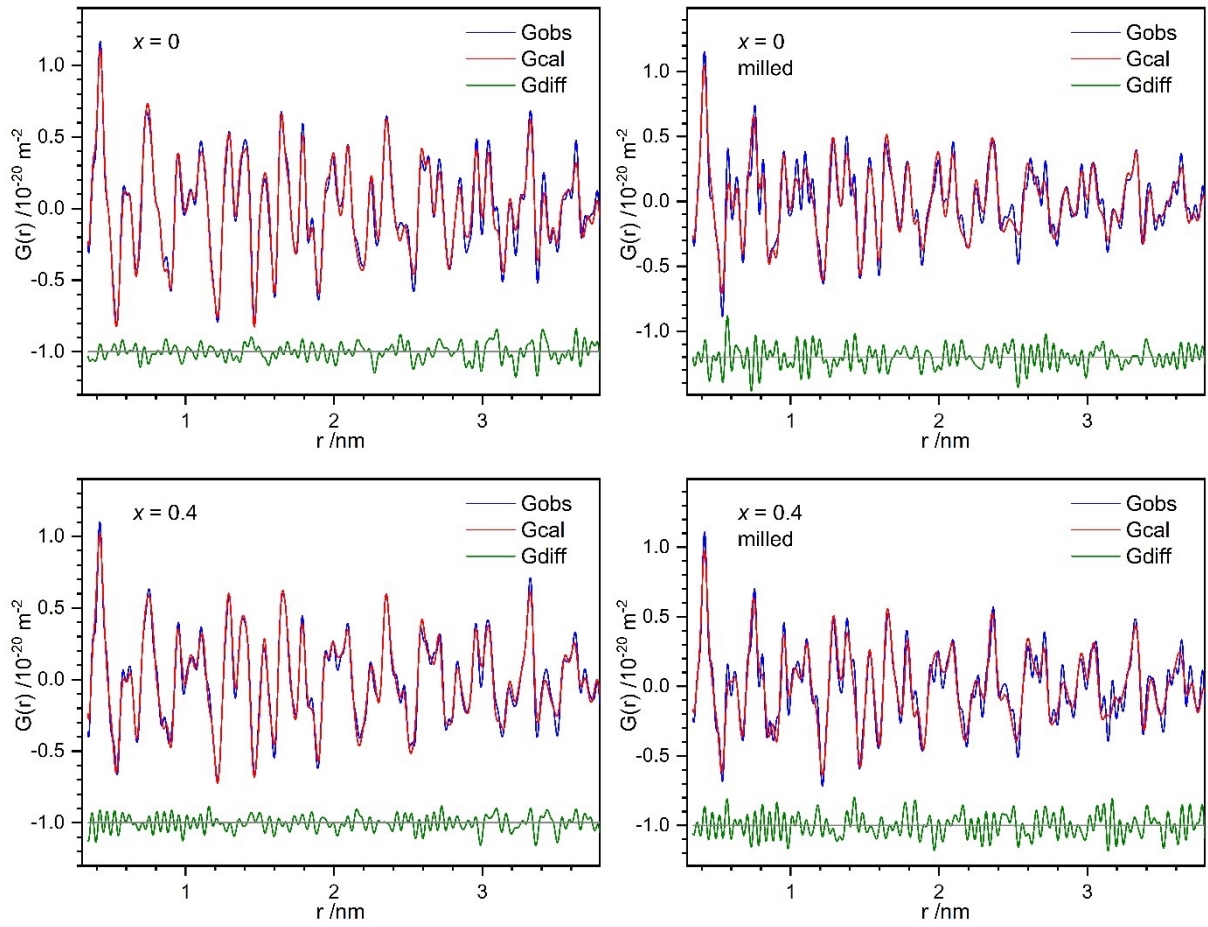 x = 0
Gobs
Gcal
Gdiff
1.0
0.5
0.0
-0.5
-1.0
G(r) /10⁻²⁰ m⁻²
1
2
3
r /nm
x = 0
milled
Gobs
Gcal
Gdiff
1.0
0.5
0.0
-0.5
-1.0
G(r) /10⁻²⁰ m⁻²
1
2
3
r /nm
x = 0.4
Gobs
Gcal
Gdiff
1.0
0.5
0.0
-0.5
-1.0
G(r) /10⁻²⁰ m⁻²
1
2
3
r /nm
x = 0.4
milled
Gobs
Gcal
Gdiff
1.0
0.5
0.0
-0.5
-1.0
G(r) /10⁻²⁰ m⁻²
1
2
3
r /nm